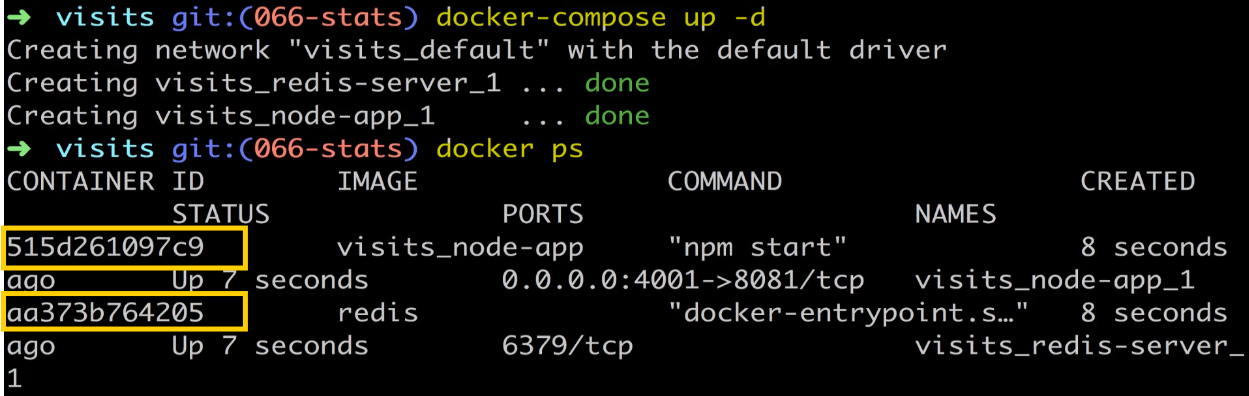 ➜  visits git:(066-stats) docker-compose up -d
Creating network "visits_default" with the default driver
Creating visits_redis-server_1 ... done
Creating visits_node-app_1     ... done
➜  visits git:(066-stats) docker ps
CONTAINER ID        IMAGE               COMMAND                  CREATED
          STATUS              PORTS                    NAMES
515d261097c9        visits_node-app     "npm start"              8 seconds
ago       Up 7 seconds        0.0.0.0:4001->8081/tcp   visits_node-app_1
aa373b764205        redis               "docker-entrypoint.s…"   8 seconds
ago       Up 7 seconds        6379/tcp                 visits_redis-server_
1